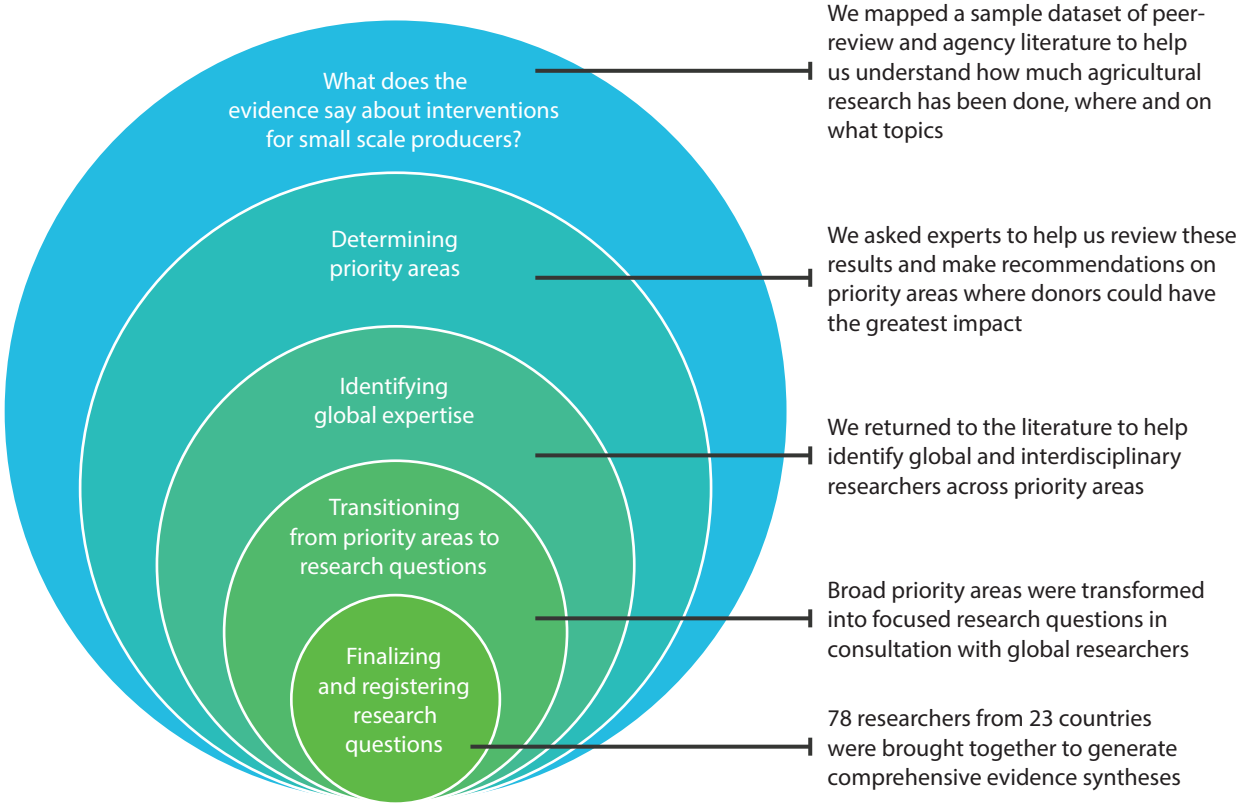 What does the
evidence say about interventions
for small scale producers?
We mapped a sample dataset of peer-
review and agency literature to help
us understand how much agricultural
research has been done, where and on
what topics
Determining
priority areas
We asked experts to help us review these
results and make recommendations on
priority areas where donors could have
the greatest impact
Identifying
global expertise
We returned to the literature to help
identify global and interdisciplinary
researchers across priority areas
Transitioning
from priority areas to
research questions
Broad priority areas were transformed
into focused research questions in
consultation with global researchers
Finalizing
and registering
research
questions
78 researchers from 23 countries
were brought together to generate
comprehensive evidence syntheses